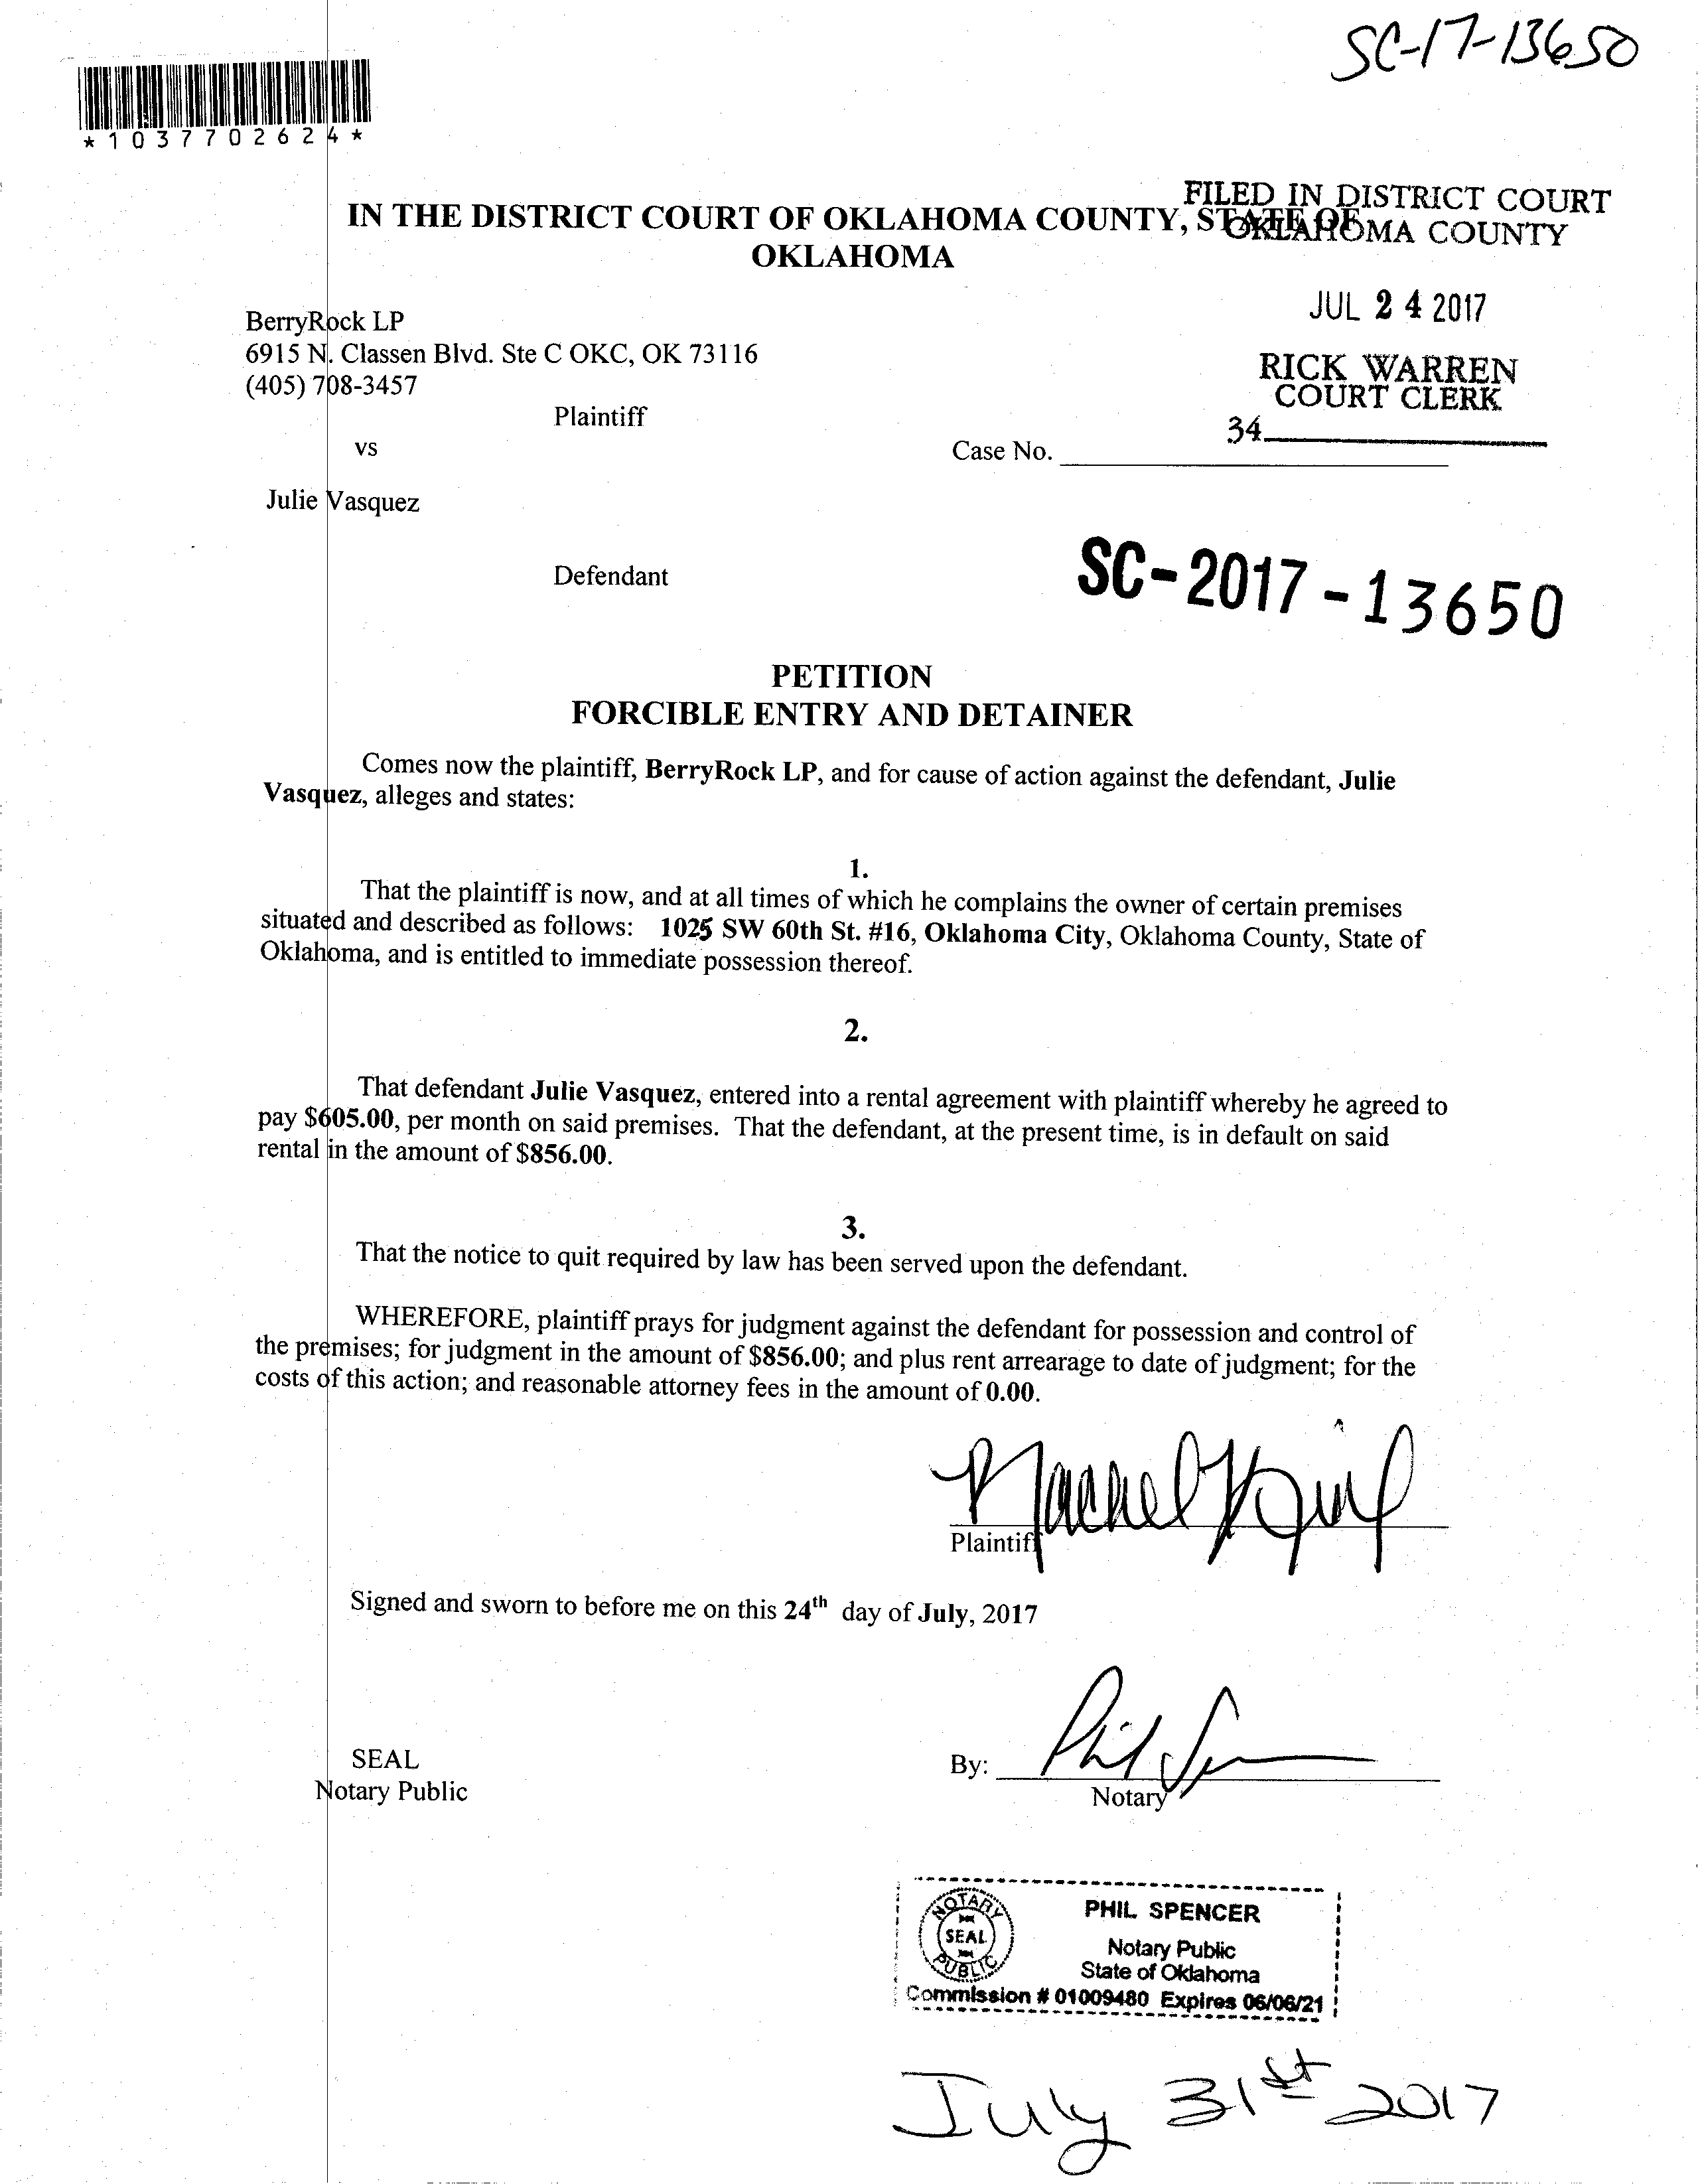 SC-17-13650
*1037702624*
FILED IN DISTRICT COURT
OKLAHOMA COUNTY
IN THE DISTRICT COURT OF OKLAHOMA COUNTY, STATE OF
OKLAHOMA
JUL 24 2017
RICK WARREN
COURT CLERK
34
BerryRock LP
6915 N. Classen Blvd. Ste C OKC, OK 73116
(405) 708-3457
Plaintiff
vs
Case No.
Julie Vasquez
Defendant
SC-2017-13650
PETITION
FORCIBLE ENTRY AND DETAINER
Comes now the plaintiff, BerryRock LP, and for cause of action against the defendant, Julie
Vasquez, alleges and states:
1.
That the plaintiff is now, and at all times of which he complains the owner of certain premises
situated and described as follows: 1025 SW 60th St. #16, Oklahoma City, Oklahoma County, State of
Oklahoma, and is entitled to immediate possession thereof.
2.
That defendant Julie Vasquez, entered into a rental agreement with plaintiff whereby he agreed to
pay $605.00, per month on said premises. That the defendant, at the present time, is in default on said
rental in the amount of $856.00.
3.
That the notice to quit required by law has been served upon the defendant.
WHEREFORE, plaintiff prays for judgment against the defendant for possession and control of
the premises; for judgment in the amount of $856.00; and plus rent arrearage to date of judgment; for the
costs of this action; and reasonable attorney fees in the amount of 0.00.
Plaintiff
Signed and sworn to before me on this 24th day of July, 2017
SEAL
Notary Public
By:
Notary
NOTARY
SEAL
PUBLIC
PHIL SPENCER
Notary Public
State of Oklahoma
Commission # 01009480 Expires 06/06/21
July 31st 2017